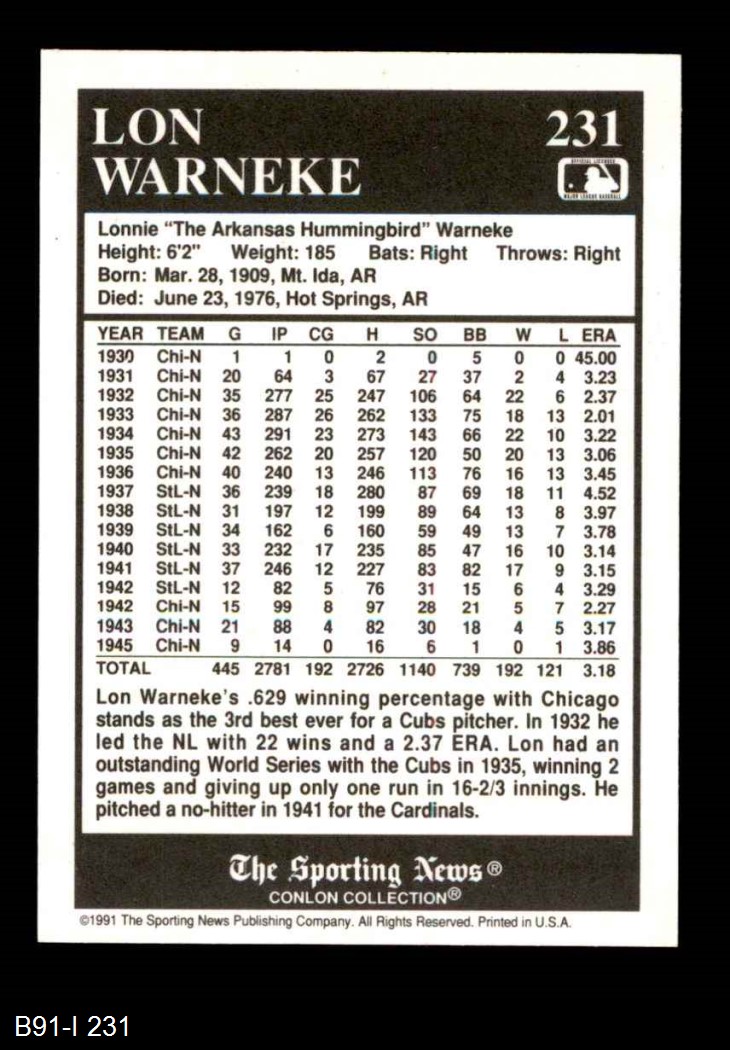 LON 231
WARNEKE
OFFICIAL LICENSEE
MAJOR LEAGUE BASEBALL
Lonnie “The Arkansas Hummingbird” Warneke
Height: 6'2" Weight: 185 Bats: Right Throws: Right
Born: Mar. 28, 1909, Mt. Ida, AR
Died: June 23, 1976, Hot Springs, AR
YEAR TEAM G IP CG H SO BB W L ERA
1930 Chi-N 1 1 0 2 0 5 0 0 45.00
1931 Chi-N 20 64 3 67 27 37 2 4 3.23
1932 Chi-N 35 277 25 247 106 64 22 6 2.37
1933 Chi-N 36 287 26 262 133 75 18 13 2.01
1934 Chi-N 43 291 23 273 143 66 22 10 3.22
1935 Chi-N 42 262 20 257 120 50 20 13 3.06
1936 Chi-N 40 240 13 246 113 76 16 13 3.45
1937 StL-N 36 239 18 280 87 69 18 11 4.52
1938 StL-N 31 197 12 199 89 64 13 8 3.97
1939 StL-N 34 162 6 160 59 49 13 7 3.78
1940 StL-N 33 232 17 235 85 47 16 10 3.14
1941 StL-N 37 246 12 227 83 82 17 9 3.15
1942 StL-N 12 82 5 76 31 15 6 4 3.29
1942 Chi-N 15 99 8 97 28 21 5 7 2.27
1943 Chi-N 21 88 4 82 30 18 4 5 3.17
1945 Chi-N 9 14 0 16 6 1 0 1 3.86
TOTAL 445 2781 192 2726 1140 739 192 121 3.18
Lon Warneke's .629 winning percentage with Chicago
stands as the 3rd best ever for a Cubs pitcher. In 1932 he
led the NL with 22 wins and a 2.37 ERA. Lon had an
outstanding World Series with the Cubs in 1935, winning 2
games and giving up only one run in 16-2/3 innings. He
pitched a no-hitter in 1941 for the Cardinals.
The Sporting News®
CONLON COLLECTION®
©1991 The Sporting News Publishing Company. All Rights Reserved. Printed in U.S.A.
B91-I 231